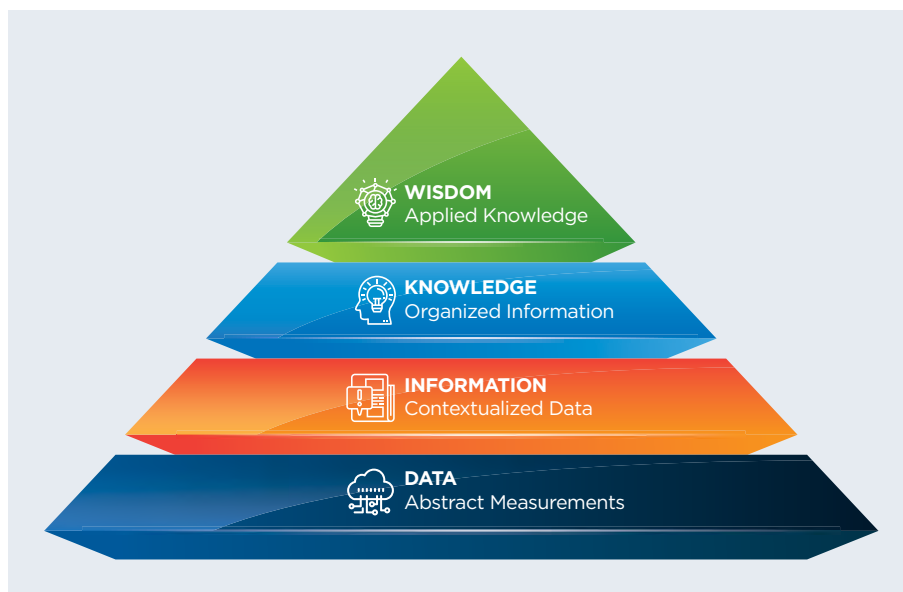 WISDOM
Applied Knowledge
KNOWLEDGE
Organized Information
INFORMATION
Contextualized Data
DATA
Abstract Measurements